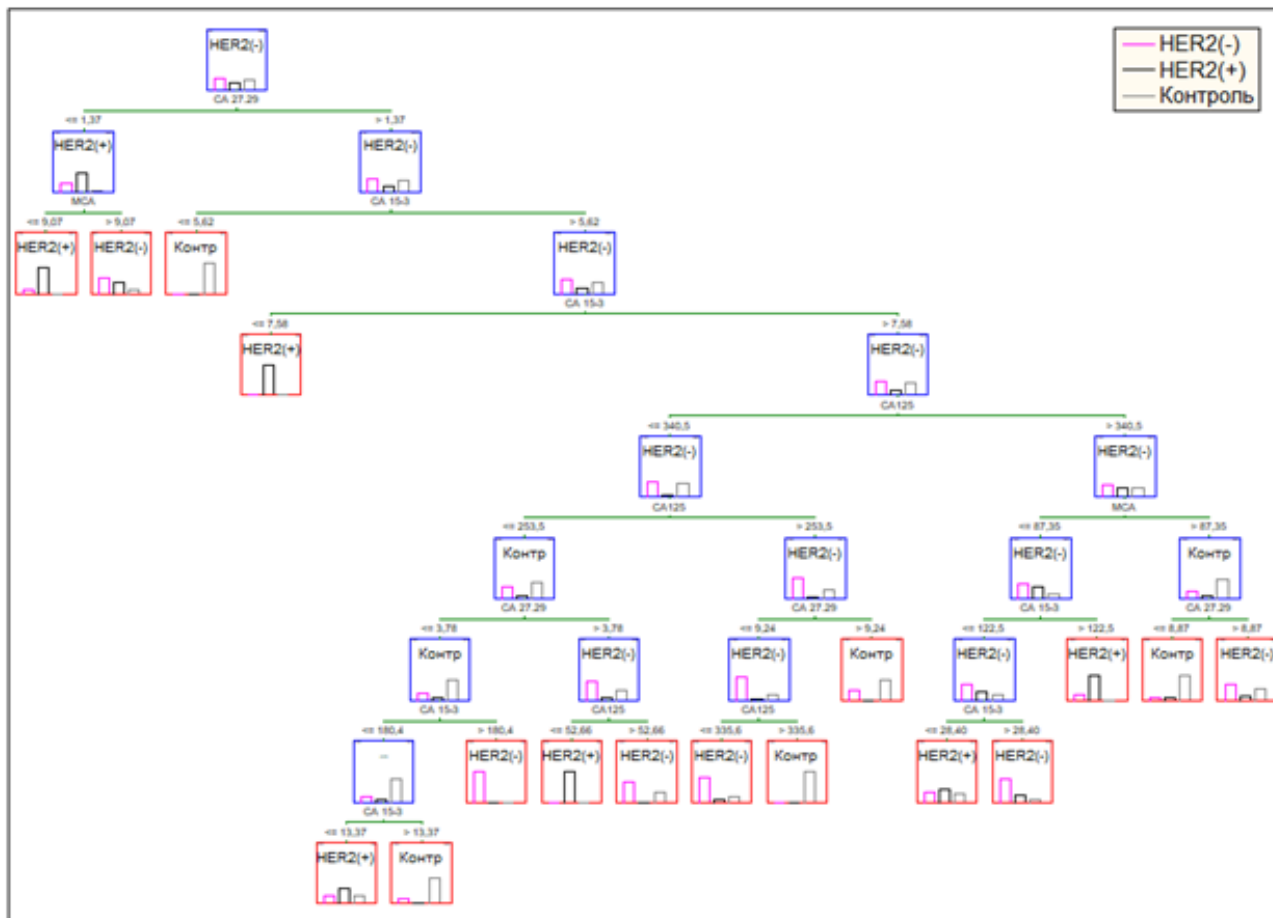 HER2(-)
HER2(+)
Контроль
HER2(-)
CA 27.29
<= 1,37
> 1,37
HER2(+)
HER2(-)
MCA
CA 15-3
<= 9,07
> 9,07
<= 5,62
> 5,62
HER2(+)
HER2(-)
Контр
HER2(-)
CA 15-3
<= 7,58
> 7,58
HER2(+)
HER2(-)
CA125
<= 340,5
> 340,5
HER2(-)
HER2(-)
CA125
MCA
<= 253,5
> 253,5
<= 87,35
> 87,35
Контр
HER2(-)
HER2(-)
Контр
CA 27.29
CA 27.29
CA 15-3
CA 27.29
<= 3,78
> 3,78
<= 9,24
> 9,24
<= 122,5
> 122,5
<= 8,87
> 8,87
Контр
HER2(-)
HER2(-)
Контр
HER2(-)
HER2(+)
Контр
HER2(-)
CA 15-3
CA125
CA125
CA 15-3
<= 180,4
> 180,4
<= 52,66
> 52,66
<= 335,6
> 335,6
<= 28,40
> 28,40
--
HER2(-)
HER2(+)
HER2(-)
HER2(-)
Контр
HER2(+)
HER2(-)
CA 15-3
<= 13,37
> 13,37
HER2(+)
Контр